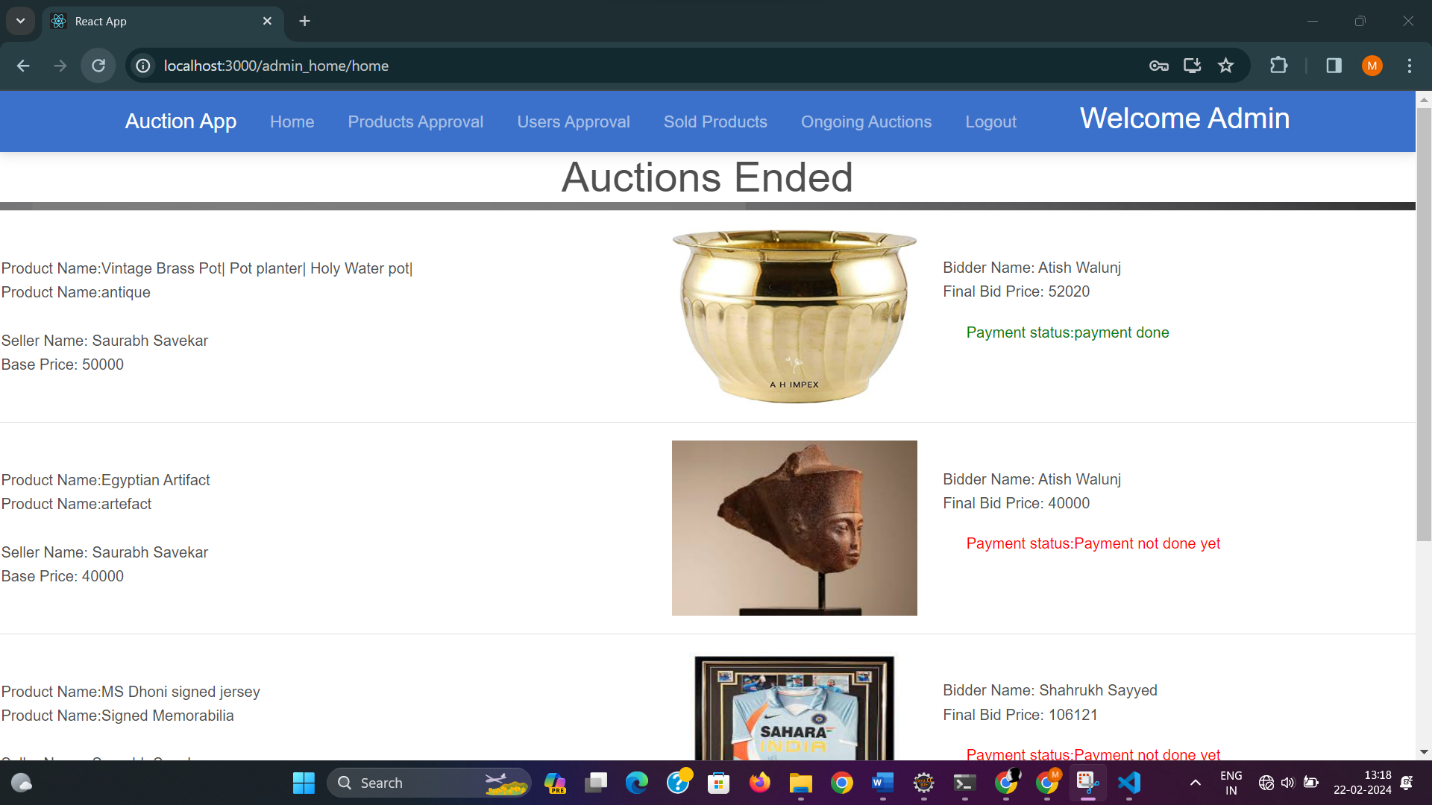 React App
localhost:3000/admin_home/home
M
Auction App
Home
Products Approval
Users Approval
Sold Products
Ongoing Auctions
Logout
Welcome Admin
Auctions Ended
Product Name:Vintage Brass Pot| Pot planter| Holy Water pot|
Product Name:antique
Seller Name: Saurabh Savekar
Base Price: 50000
A H IMPEX
Bidder Name: Atish Walunj
Final Bid Price: 52020
Payment status:payment done
Product Name:Egyptian Artifact
Product Name:artefact
Seller Name: Saurabh Savekar
Base Price: 40000
Bidder Name: Atish Walunj
Final Bid Price: 40000
Payment status:Payment not done yet
Product Name:MS Dhoni signed jersey
Product Name:Signed Memorabilia
SAHARA
INDIA
Bidder Name: Shahrukh Sayyed
Final Bid Price: 106121
Payment status:Payment not done yet
Search
PRE
ENG
IN
13:18
22-02-2024